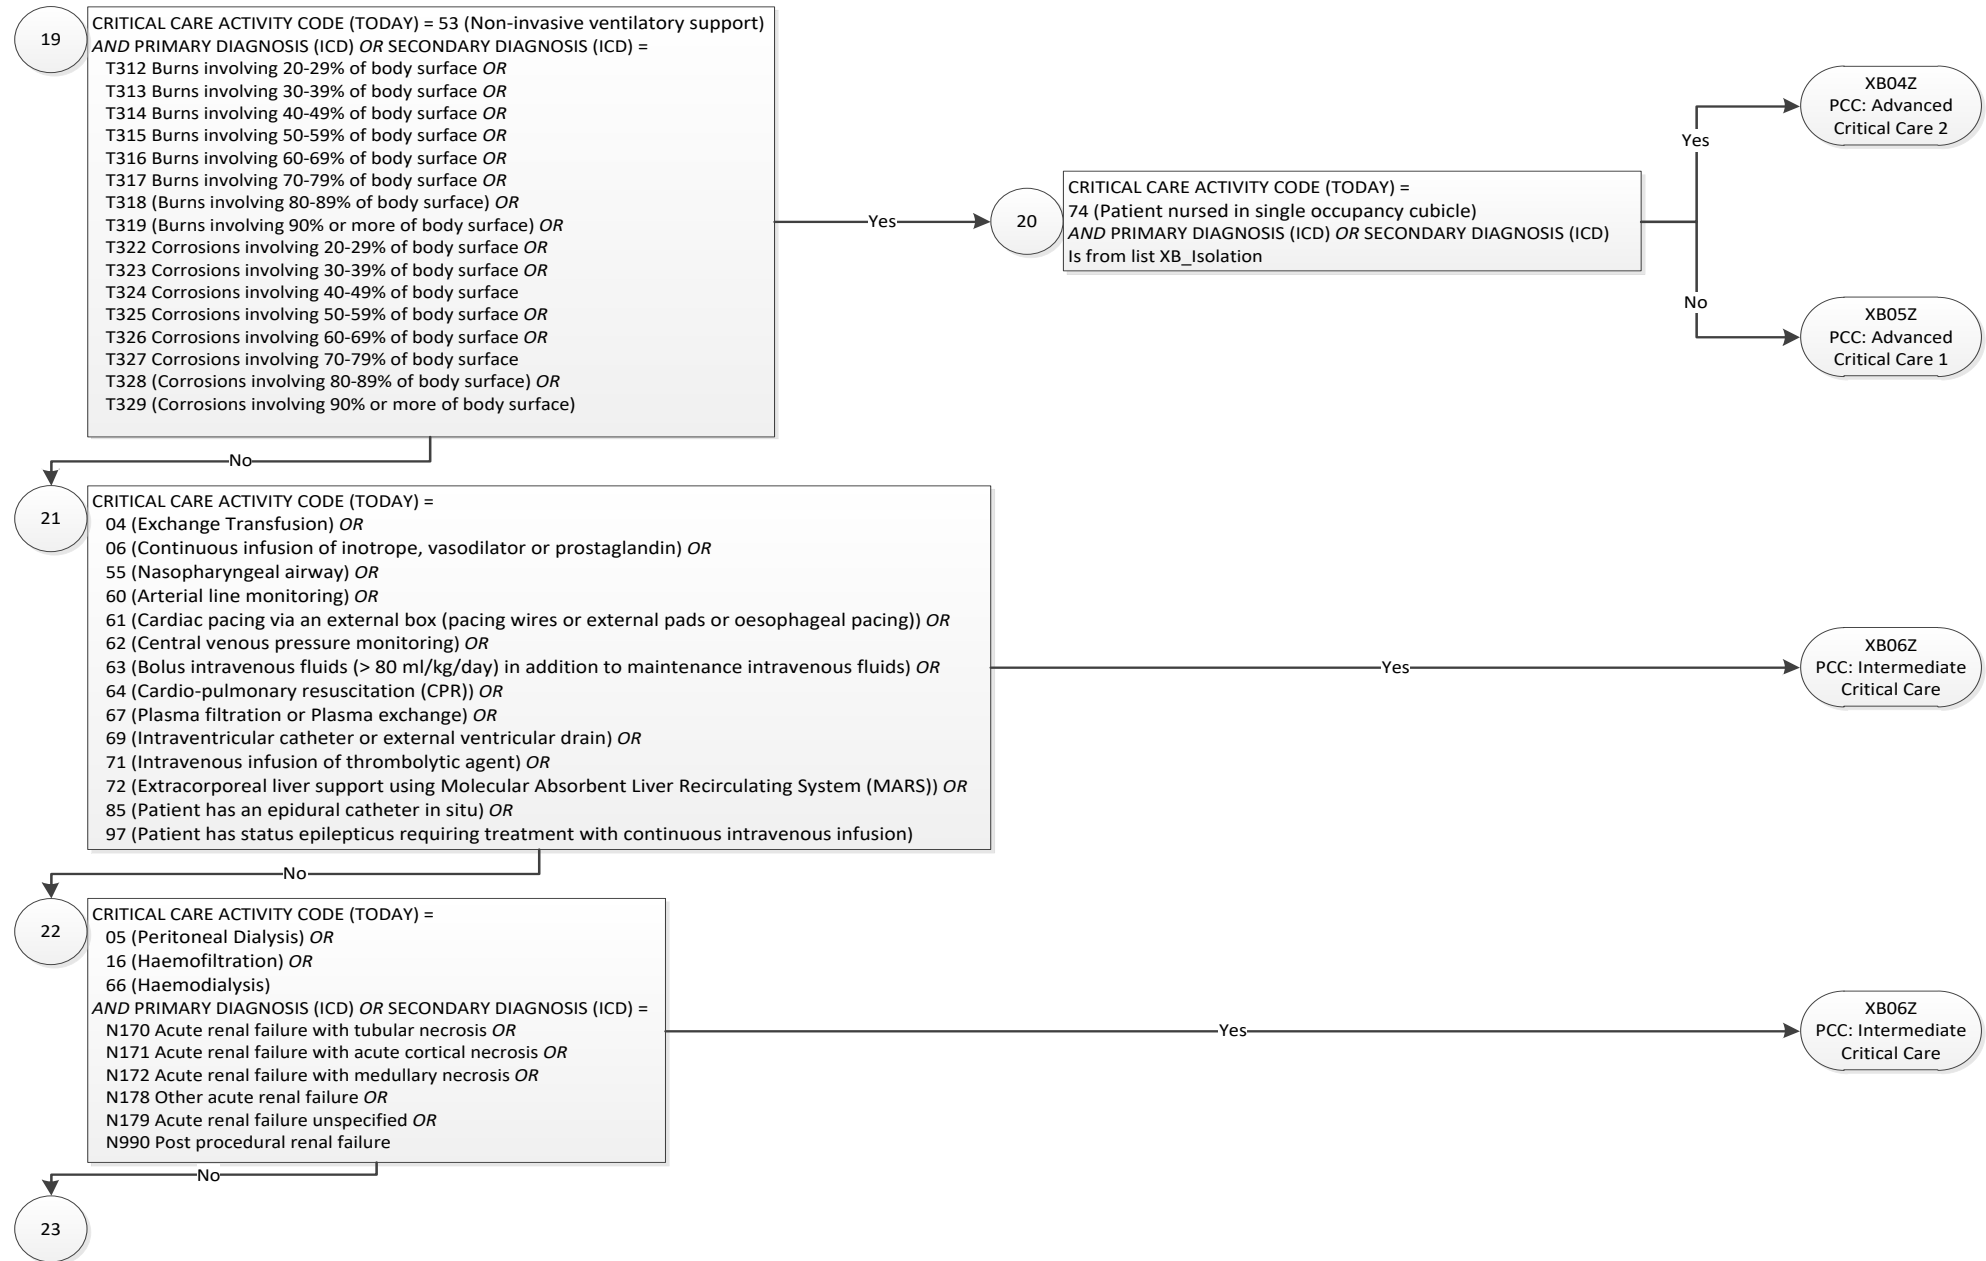 19
CRITICAL CARE ACTIVITY CODE (TODAY) = 53 (Non-invasive ventilatory support)
AND PRIMARY DIAGNOSIS (ICD) OR SECONDARY DIAGNOSIS (ICD) =
T312 Burns involving 20-29% of body surface OR
T313 Burns involving 30-39% of body surface OR
T314 Burns involving 40-49% of body surface OR
T315 Burns involving 50-59% of body surface OR
T316 Burns involving 60-69% of body surface OR
T317 Burns involving 70-79% of body surface OR
T318 (Burns involving 80-89% of body surface) OR
T319 (Burns involving 90% or more of body surface) OR
T322 Corrosions involving 20-29% of body surface OR
T323 Corrosions involving 30-39% of body surface OR
T324 Corrosions involving 40-49% of body surface
T325 Corrosions involving 50-59% of body surface OR
T326 Corrosions involving 60-69% of body surface OR
T327 Corrosions involving 70-79% of body surface
T328 (Corrosions involving 80-89% of body surface) OR
T329 (Corrosions involving 90% or more of body surface)
Yes
20
CRITICAL CARE ACTIVITY CODE (TODAY) =
74 (Patient nursed in single occupancy cubicle)
AND PRIMARY DIAGNOSIS (ICD) OR SECONDARY DIAGNOSIS (ICD)
Is from list XB_Isolation
Yes
XB04Z
PCC: Advanced
Critical Care 2
No
XB05Z
PCC: Advanced
Critical Care 1
No
21
CRITICAL CARE ACTIVITY CODE (TODAY) =
04 (Exchange Transfusion) OR
06 (Continuous infusion of inotrope, vasodilator or prostaglandin) OR
55 (Nasopharyngeal airway) OR
60 (Arterial line monitoring) OR
61 (Cardiac pacing via an external box (pacing wires or external pads or oesophageal pacing)) OR
62 (Central venous pressure monitoring) OR
63 (Bolus intravenous fluids (> 80 ml/kg/day) in addition to maintenance intravenous fluids) OR
64 (Cardio-pulmonary resuscitation (CPR)) OR
67 (Plasma filtration or Plasma exchange) OR
69 (Intraventricular catheter or external ventricular drain) OR
71 (Intravenous infusion of thrombolytic agent) OR
72 (Extracorporeal liver support using Molecular Absorbent Liver Recirculating System (MARS)) OR
85 (Patient has an epidural catheter in situ) OR
97 (Patient has status epilepticus requiring treatment with continuous intravenous infusion)
Yes
XB06Z
PCC: Intermediate
Critical Care
No
22
CRITICAL CARE ACTIVITY CODE (TODAY) =
05 (Peritoneal Dialysis) OR
16 (Haemofiltration) OR
66 (Haemodialysis)
AND PRIMARY DIAGNOSIS (ICD) OR SECONDARY DIAGNOSIS (ICD) =
N170 Acute renal failure with tubular necrosis OR
N171 Acute renal failure with acute cortical necrosis OR
N172 Acute renal failure with medullary necrosis OR
N178 Other acute renal failure OR
N179 Acute renal failure unspecified OR
N990 Post procedural renal failure
Yes
XB06Z
PCC: Intermediate
Critical Care
No
23